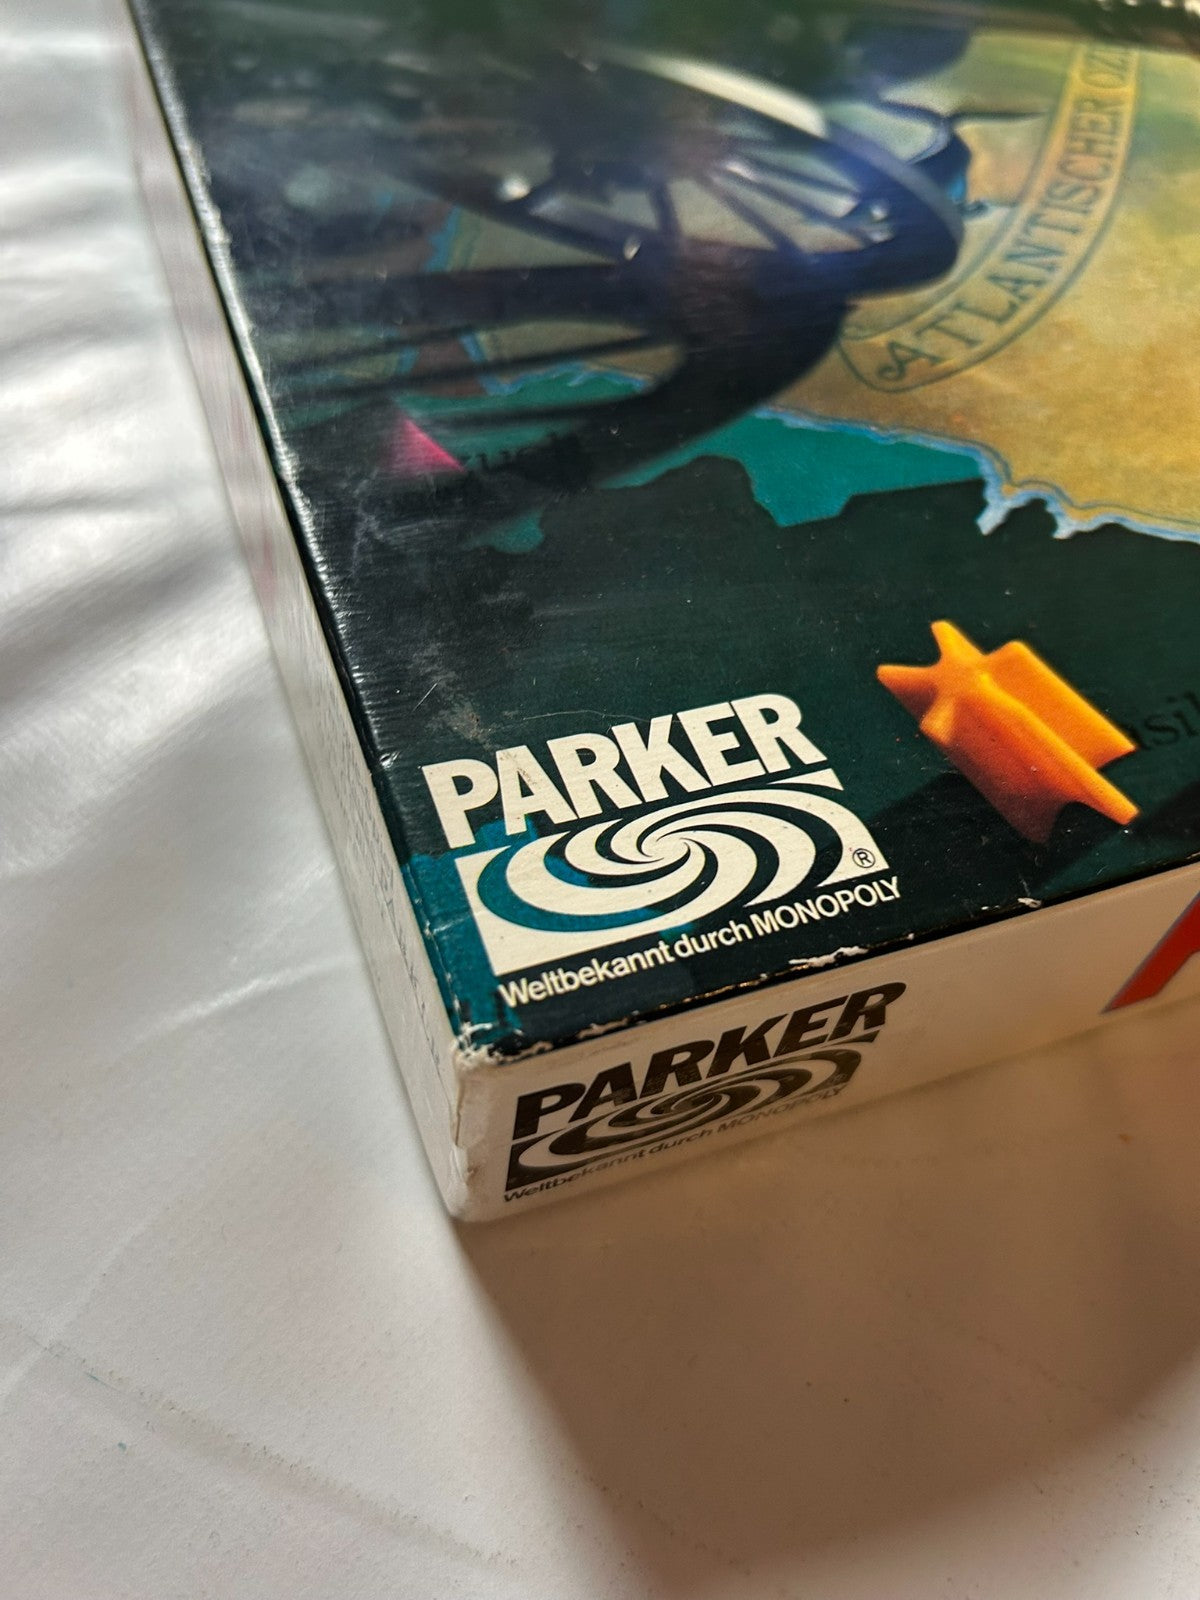 ATLANTISCHER OZ
PARKER
®
Weltbekannt durch MONOPOLY
PARKER
Weltbekannt durch MONOPOLY